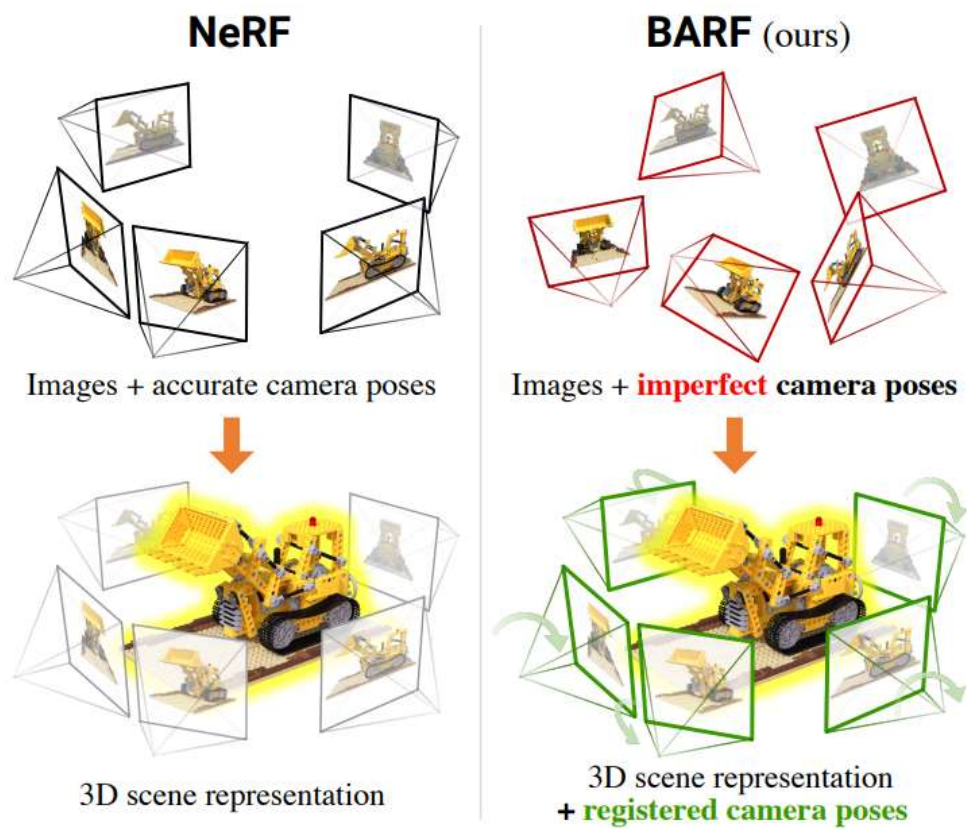 NeRF
Images + accurate camera poses
3D scene representation
BARF (ours)
Images + imperfect camera poses
3D scene representation
+ registered camera poses